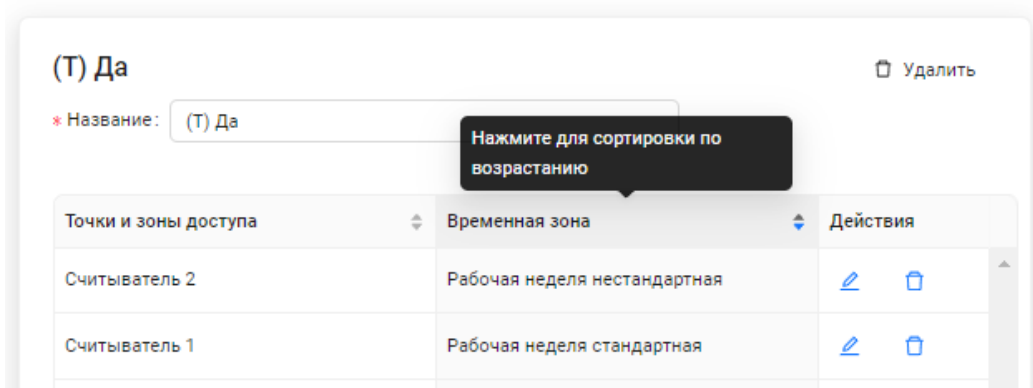 (Т) Да
Удалить
* Название:
(Т) Да
Нажмите для сортировки по
возрастанию
Точки и зоны доступа
Временная зона
Действия
Считыватель 2
Рабочая неделя нестандартная
Считыватель 1
Рабочая неделя стандартная